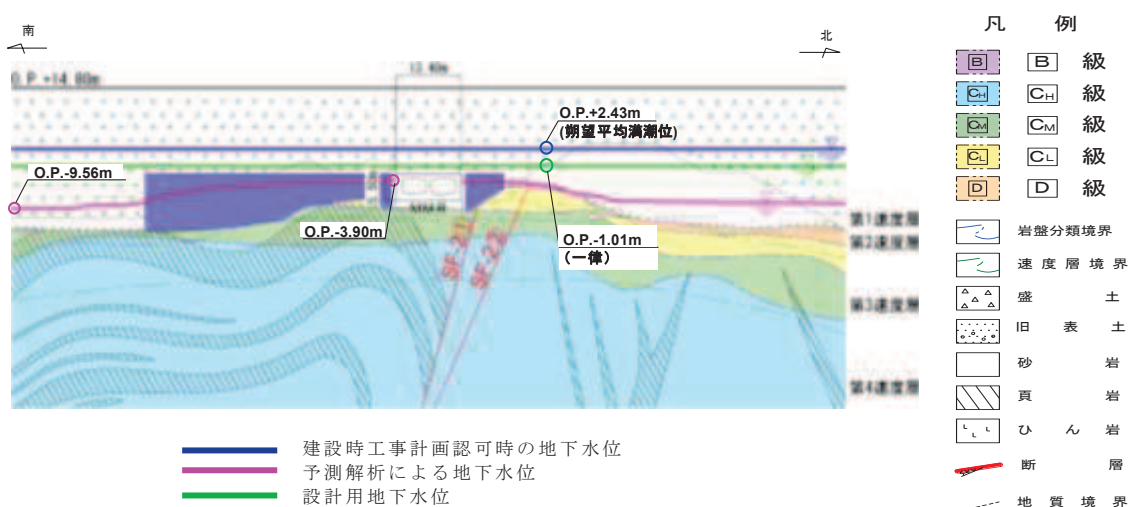 南
北
O.P.+14.80m
O.P.+2.43m
(朔望平均満潮位)
O.P.-9.56m
O.P.-3.90m
MMR
O.P.-1.01m
(一律)
SF-2
第1速度層
第2速度層
第3速度層
第4速度層
建設時工事計画認可時の地下水位
予測解析による地下水位
設計用地下水位
凡 例
B B 級
CH CH 級
CM CM 級
CL CL 級
D D 級
岩盤分類境界
速度層境界
盛 土
旧 表 土
砂 岩
頁 岩
ひ ん 岩
断 層
地 質 境 界